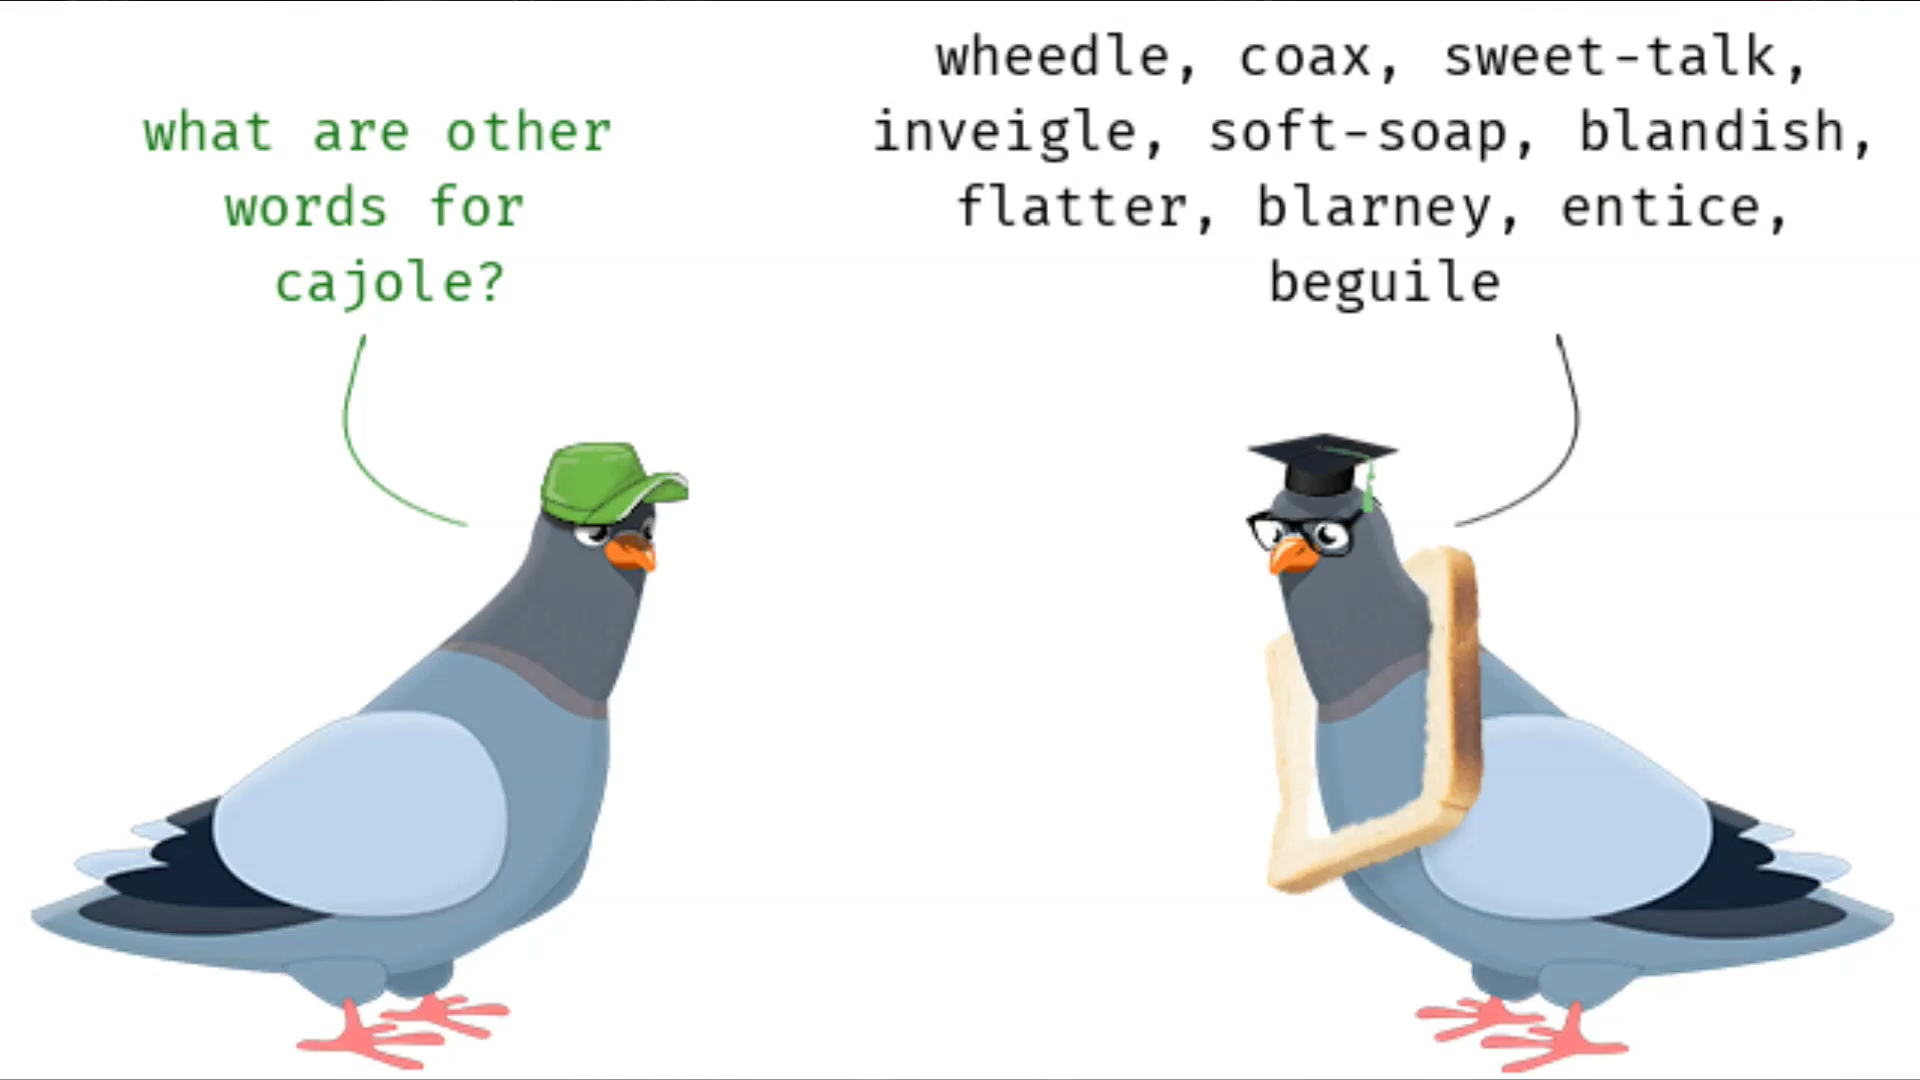 what are other
words for
cajole?
wheedle, coax, sweet-talk,
inveigle, soft-soap, blandish,
flatter, blarney, entice,
beguile